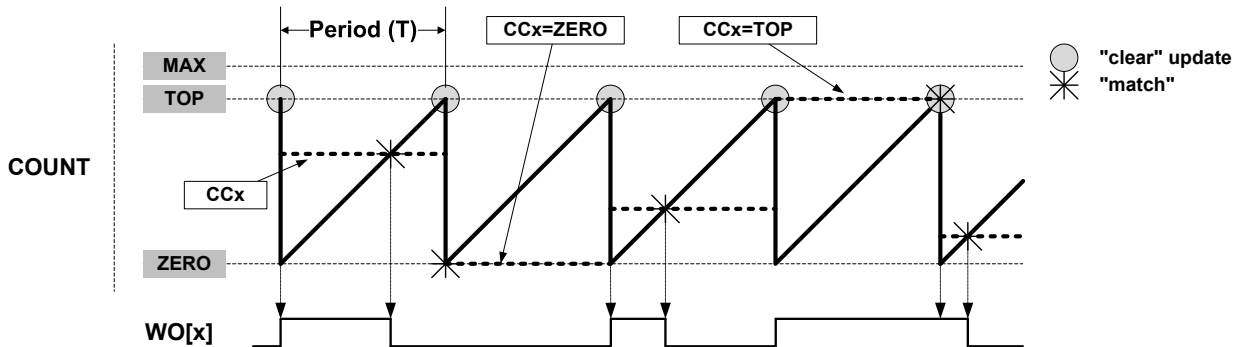 Period (T)
CCx=ZERO
CCx=TOP
"clear" update
"match"
MAX
TOP
COUNT
CCx
ZERO
WO[x]